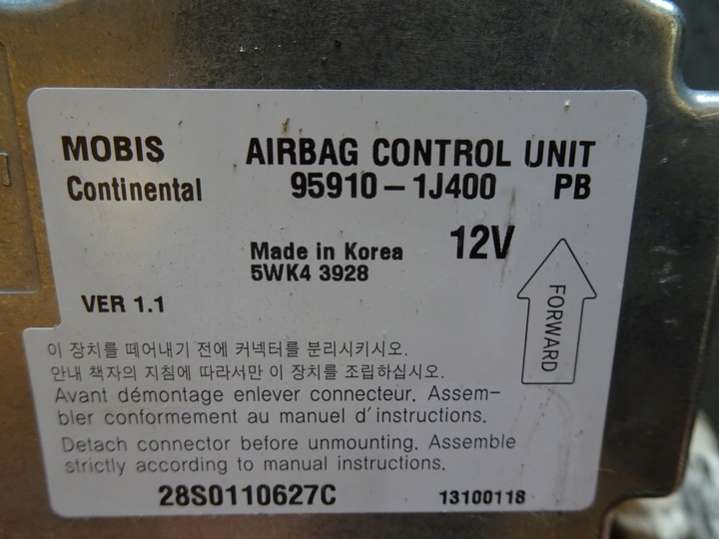 MOBIS AIRBAG CONTROL UNIT
Continental 95910-1J400 PB
Made in Korea 12V
5WK4 3928
VER 1.1
FORWARD
이 장치를 떼어내기 전에 커넥터를 분리시키시오.
안내 책자의 지침에 따라서만 이 장치를 조립하십시오.
Avant démontage enlever connecteur. Assem-
bler conformement au manuel d'instructions.
Detach connector before unmounting. Assemble
strictly according to manual instructions.
28S0110627C 13100118